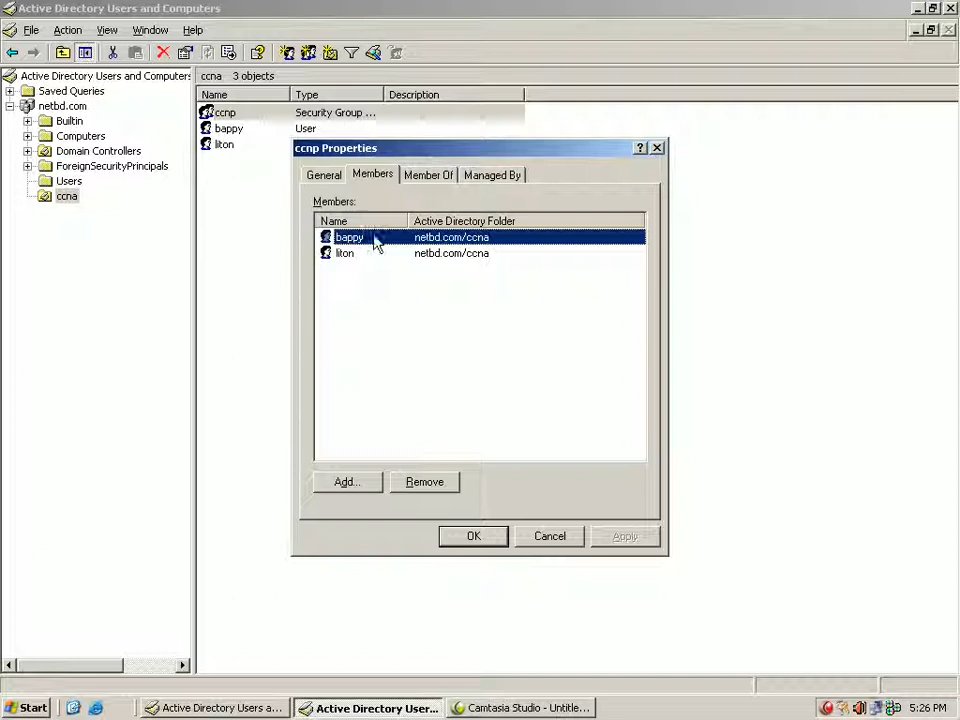 Active Directory Users and Computers
File Action View Window Help
Active Directory Users and Computers
Saved Queries
netbd.com
Builtin
Computers
Domain Controllers
ForeignSecurityPrincipals
Users
ccna
ccna 3 objects
Name Type Description
ccnp Security Group ...
bappy User
liton
ccnp Properties
General Members Member Of Managed By
Members:
Name Active Directory Folder
bappy netbd.com/ccna
liton netbd.com/ccna
Add... Remove
OK Cancel Apply
Start Active Directory Users a... Active Directory User... Camtasia Studio - Untitle... 5:26 PM